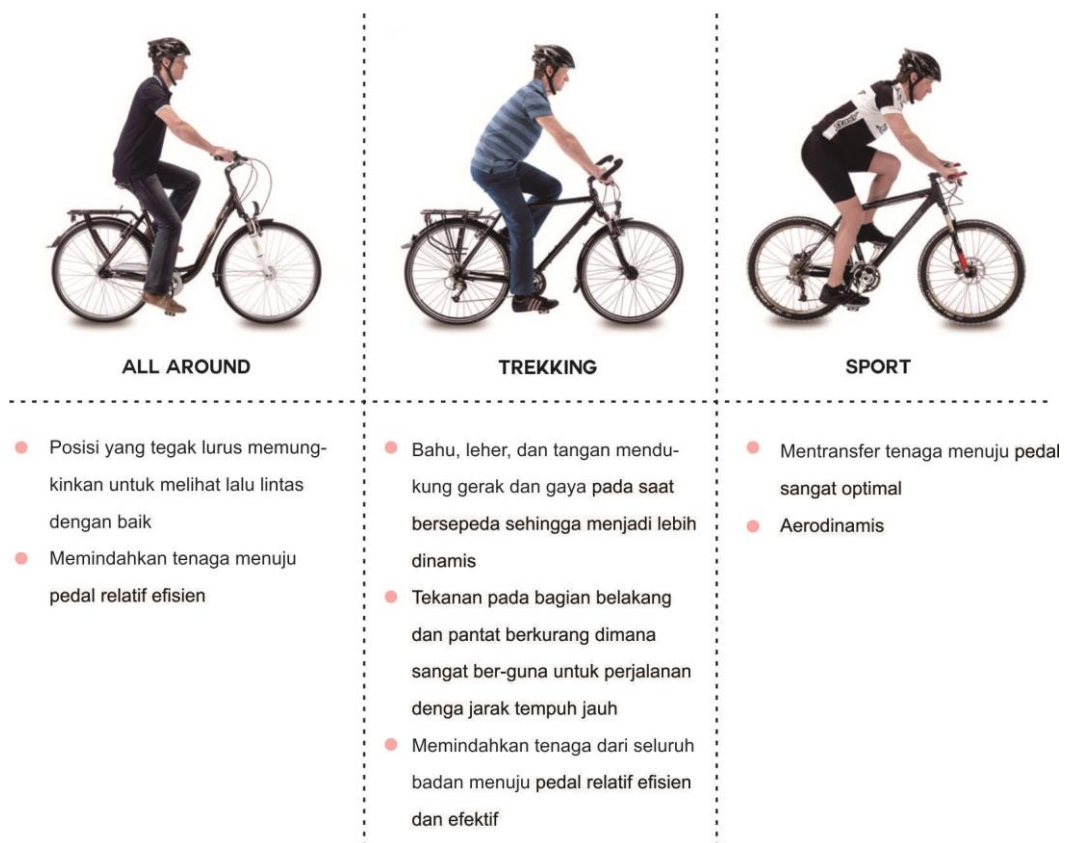 ALL AROUND
Posisi yang tegak lurus memung-
kinkan untuk melihat lalu lintas
dengan baik
Memindahkan tenaga menuju
pedal relatif efisien
TREKKING
Bahu, leher, dan tangan mendu-
kung gerak dan gaya pada saat
bersepeda sehingga menjadi lebih
dinamis
Tekanan pada bagian belakang
dan pantat berkurang dimana
sangat ber-guna untuk perjalanan
denga jarak tempuh jauh
Memindahkan tenaga dari seluruh
badan menuju pedal relatif efisien
dan efektif
SPORT
Mentransfer tenaga menuju pedal
sangat optimal
Aerodinamis